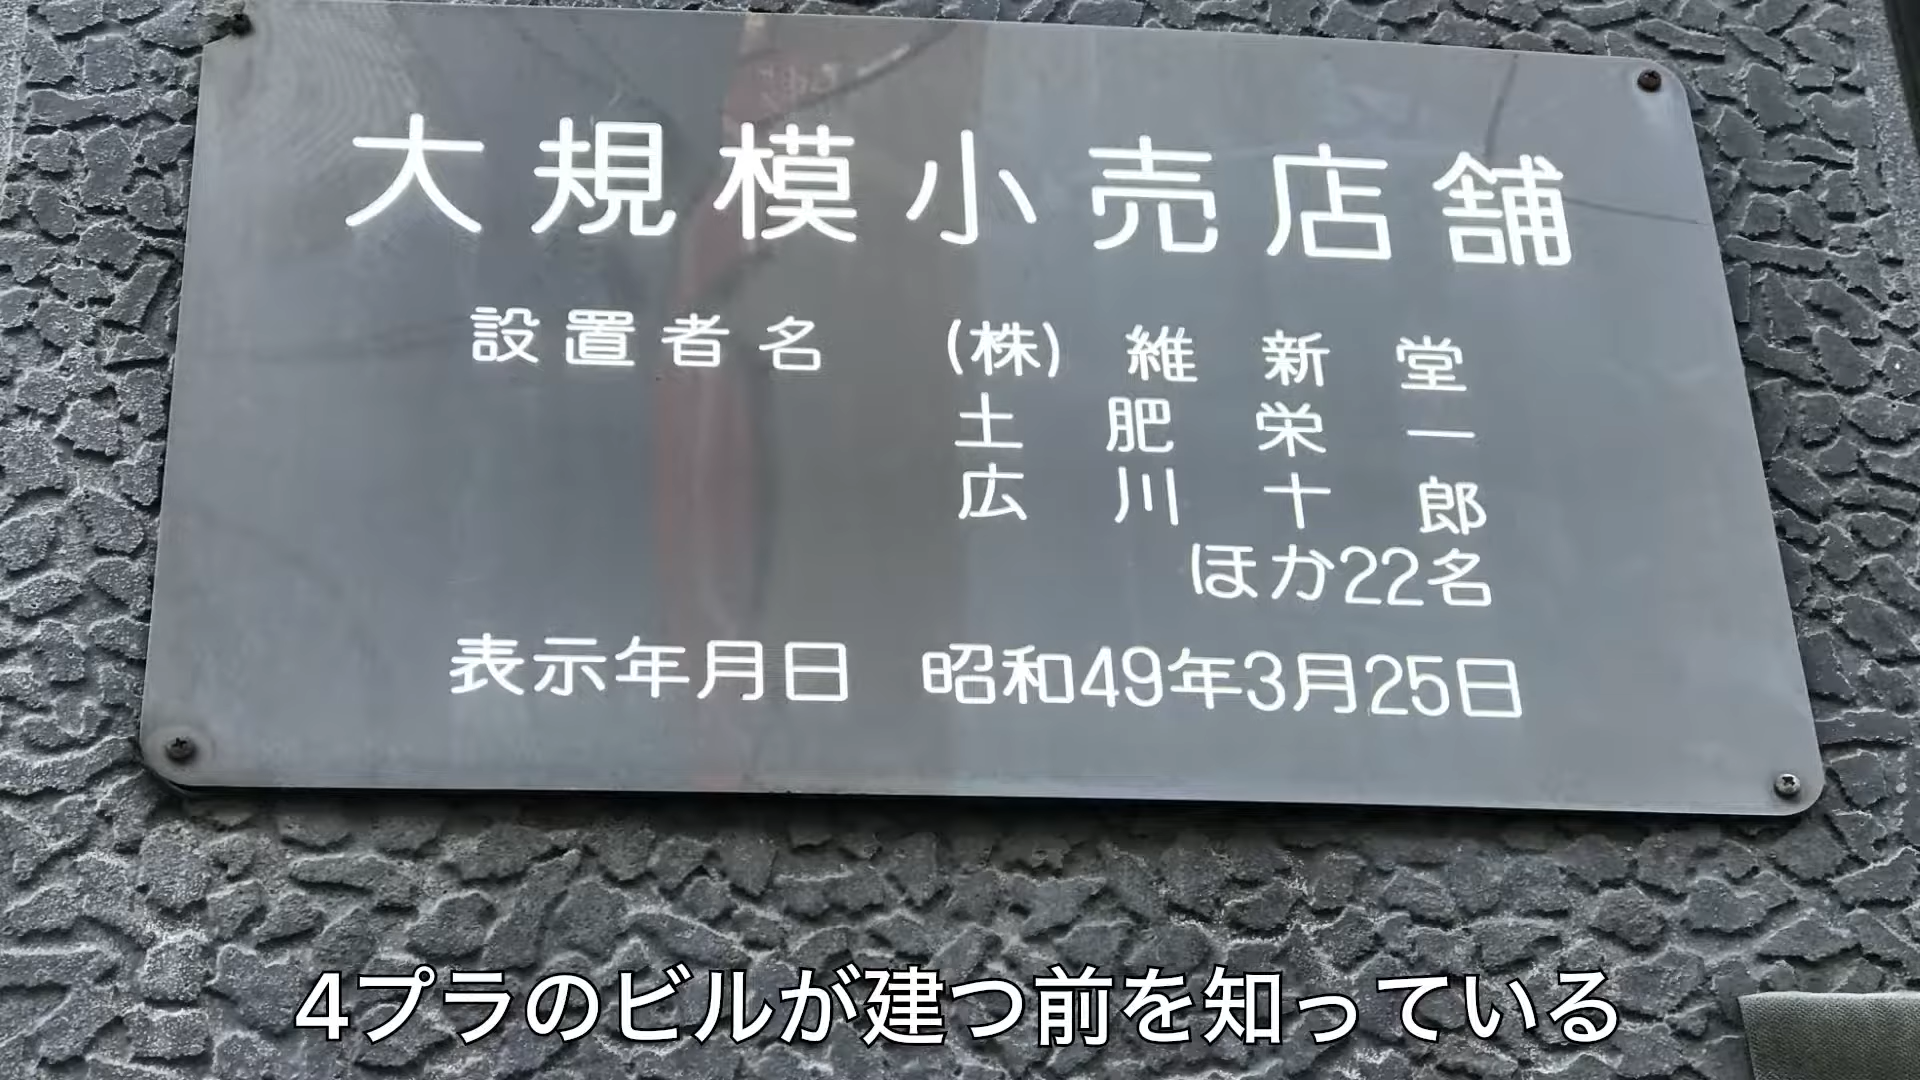 大規模小売店舗
設置者名 (株) 維新堂
土肥栄一
広川十郎
ほか22名
表示年月日 昭和49年3月25日
4プラのビルが建つ前を知っている